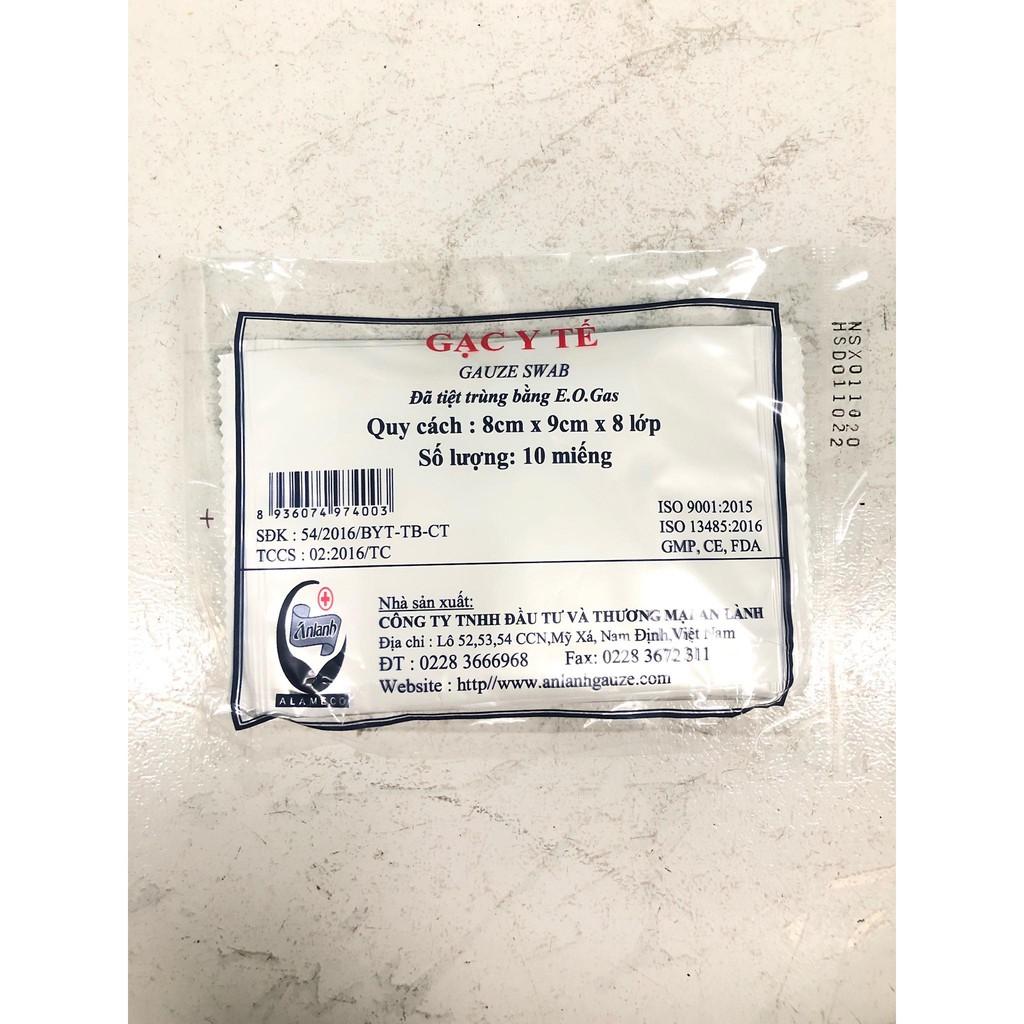 GẠC Y TẾ
GAUZE SWAB
Đã tiệt trùng bằng E.O.Gas
Quy cách : 8cm x 9cm x 8 lớp
Số lượng: 10 miếng
8 936074 974003
SĐK : 54/2016/BYT-TB-CT
TCCS : 02:2016/TC
ISO 9001:2015
ISO 13485:2016
GMP, CE, FDA
Anlanh
ALAMECO
Nhà sản xuất:
CÔNG TY TNHH ĐẦU TƯ VÀ THƯƠNG MẠI AN LÀNH
Địa chỉ : Lô 52,53,54 CCN,Mỹ Xá, Nam Định,Việt Nam
ĐT : 0228 3666968 Fax: 0228 3672 311
Website : http//www.anlanhgauze.com
NSX011020
HSD011022